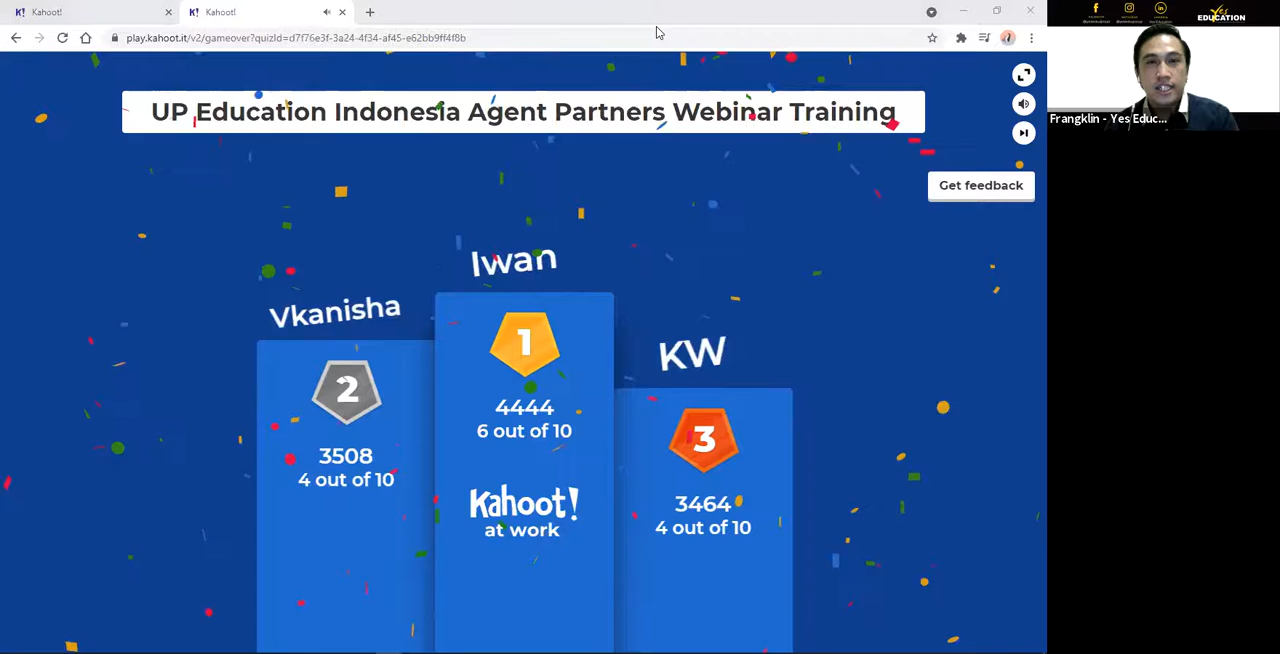 Kahoot!
Kahoot!
play.kahoot.it/v2/gameover?quizId=d7f76e3f-3a24-4f34-af45-e62bb9ff4f8b
UP Education Indonesia Agent Partners Webinar Training
Get feedback
Iwan
Vkanisha
KW
1
4444
6 out of 10
2
3508
4 out of 10
3
3464
4 out of 10
Kahoot!
at work
Yes
EDUCATION
Frangklin - Yes Educ...